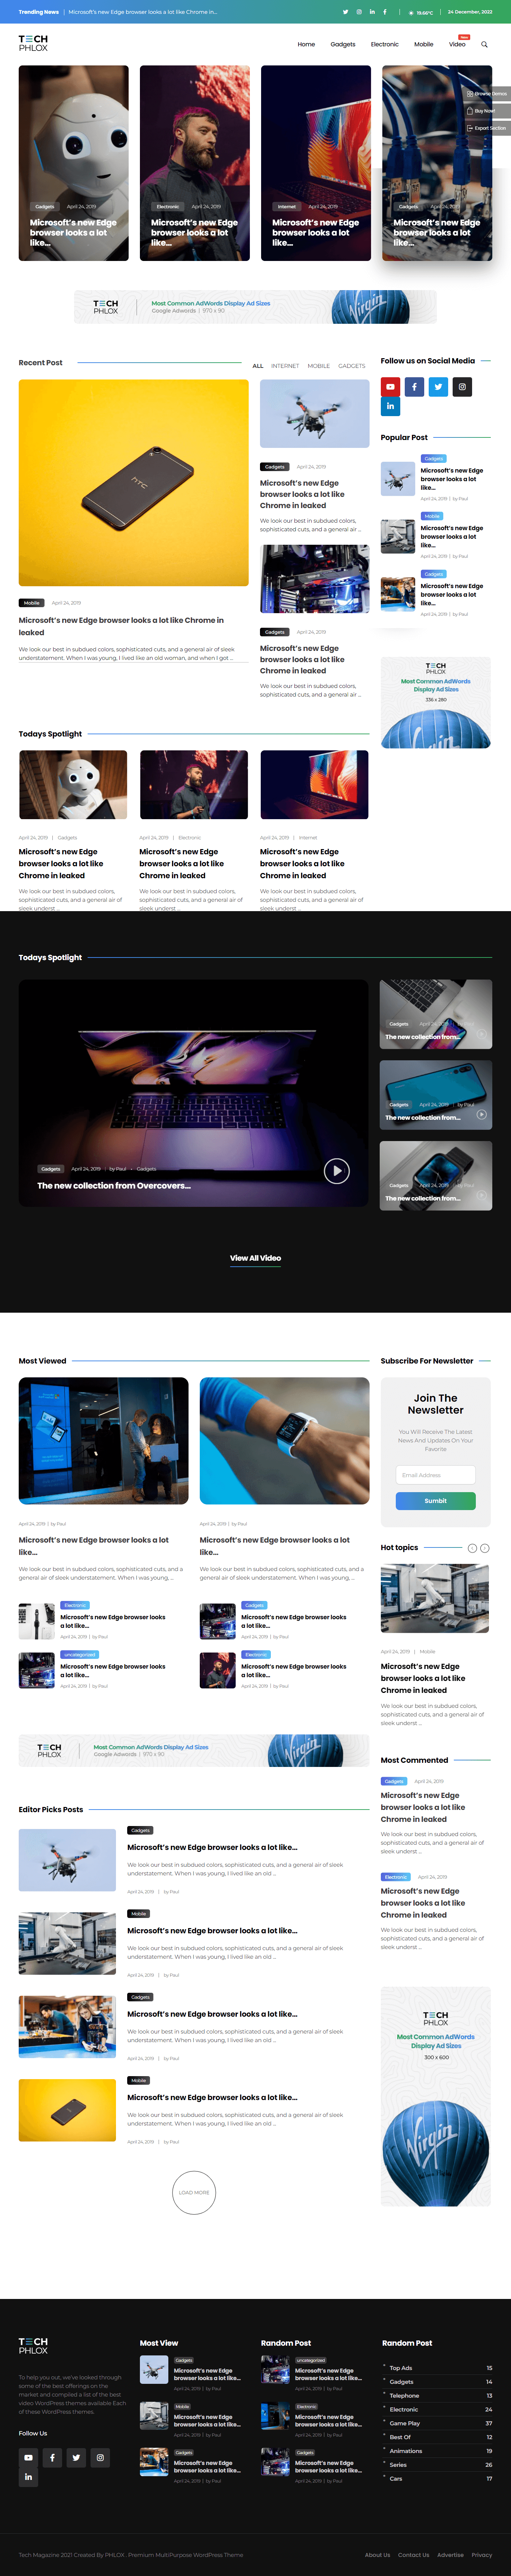 Trending News | Microsoft's new Edge browser looks a lot like Chrome in...
19.66°C | 24 December, 2022
TECH
PHLOX
Home Gadgets Electronic Mobile Video New
Browse Demos
Buy Now!
Export Section
Gadgets April 24, 2019
Microsoft's new Edge
browser looks a lot
like...
Electronic April 24, 2019
Microsoft's new Edge
browser looks a lot
like...
Internet April 24, 2019
Microsoft's new Edge
browser looks a lot
like...
Gadgets April 24, 2019
Microsoft's new Edge
browser looks a lot
like...
TECH
PHLOX
Most Common AdWords Display Ad Sizes
Google Adwords | 970 x 90
Virgin
Recent Post
ALL INTERNET MOBILE GADGETS
hTC
Mobile April 24, 2019
Microsoft's new Edge browser looks a lot like Chrome in
leaked
We look our best in subdued colors, sophisticated cuts, and a general air of sleek
understatement. When I was young, I lived like an old woman, and when I got ...
Gadgets April 24, 2019
Microsoft's new Edge
browser looks a lot like
Chrome in leaked
We look our best in subdued colors,
sophisticated cuts, and a general air ...
Gadgets April 24, 2019
Microsoft's new Edge
browser looks a lot like
Chrome in leaked
We look our best in subdued colors,
sophisticated cuts, and a general air ...
Follow us on Social Media
Popular Post
Gadgets
Microsoft's new Edge
browser looks a lot
like...
April 24, 2019 | by Paul
Mobile
Microsoft's new Edge
browser looks a lot
like...
April 24, 2019 | by Paul
Gadgets
Microsoft's new Edge
browser looks a lot
like...
April 24, 2019 | by Paul
TECH
PHLOX
Most Common AdWords
Display Ad Sizes
336 x 280
Virgin
Todays Spotlight
April 24, 2019 | Gadgets
Microsoft's new Edge
browser looks a lot like
Chrome in leaked
We look our best in subdued colors,
sophisticated cuts, and a general air of
sleek underst ...
April 24, 2019 | Electronic
Microsoft's new Edge
browser looks a lot like
Chrome in leaked
We look our best in subdued colors,
sophisticated cuts, and a general air of
sleek underst ...
April 24, 2019 | Internet
Microsoft's new Edge
browser looks a lot like
Chrome in leaked
We look our best in subdued colors,
sophisticated cuts, and a general air of
sleek underst ...
Todays Spotlight
Gadgets April 24, 2019 | by Paul • Gadgets
The new collection from Overcovers...
Gadgets April 24, 2019
The new collection from...
Gadgets April 24, 2019 | by Paul
The new collection from...
Gadgets April 24, 2019 | by Paul
The new collection from...
View All Video
Most Viewed
April 24, 2019 | by Paul
Microsoft's new Edge browser looks a lot
like...
We look our best in subdued colors, sophisticated cuts, and a
general air of sleek understatement. When I was young, ...
April 24, 2019 | by Paul
Microsoft's new Edge browser looks a lot
like...
We look our best in subdued colors, sophisticated cuts, and a
general air of sleek understatement. When I was young, ...
Electronic
Microsoft's new Edge browser looks
a lot like...
April 24, 2019 | by Paul
uncategorized
Microsoft's new Edge browser looks
a lot like...
April 24, 2019 | by Paul
Gadgets
Microsoft's new Edge browser looks
a lot like...
April 24, 2019 | by Paul
Electronic
Microsoft's new Edge browser looks
a lot like...
April 24, 2019 | by Paul
Subscribe For Newsletter
Join The
Newsletter
You Will Receive The Latest
News And Updates On Your
Favorite
Email Address
Sumbit
Hot topics
April 24, 2019 | Mobile
Microsoft's new Edge
browser looks a lot like
Chrome in leaked
We look our best in subdued colors,
sophisticated cuts, and a general air of
sleek underst ...
TECH
PHLOX
Most Common AdWords Display Ad Sizes
Google Adwords | 970 x 90
Virgin
Most Commented
Gadgets April 24, 2019
Microsoft's new Edge
browser looks a lot like
Chrome in leaked
We look our best in subdued colors,
sophisticated cuts, and a general air of
sleek underst ...
Electronic April 24, 2019
Microsoft's new Edge
browser looks a lot like
Chrome in leaked
We look our best in subdued colors,
sophisticated cuts, and a general air of
sleek underst ...
Editor Picks Posts
Gadgets
Microsoft's new Edge browser looks a lot like...
We look our best in subdued colors, sophisticated cuts, and a general air of sleek
understatement. When I was young, I lived like an old ...
April 24, 2019 | by Paul
Mobile
Microsoft's new Edge browser looks a lot like...
We look our best in subdued colors, sophisticated cuts, and a general air of sleek
understatement. When I was young, I lived like an old ...
April 24, 2019 | by Paul
Gadgets
Microsoft's new Edge browser looks a lot like...
We look our best in subdued colors, sophisticated cuts, and a general air of sleek
understatement. When I was young, I lived like an old ...
April 24, 2019 | by Paul
Mobile
Microsoft's new Edge browser looks a lot like...
We look our best in subdued colors, sophisticated cuts, and a general air of sleek
understatement. When I was young, I lived like an old ...
April 24, 2019 | by Paul
LOAD MORE
TECH
PHLOX
Most Common AdWords
Display Ad Sizes
300 x 600
Virgin
TECH
PHLOX
To help you out, we've looked through
some of the best offerings on the
market and compiled a list of the best
video WordPress themes available Each
of these WordPress themes.
Follow Us
Most View
Gadgets
Microsoft's new Edge
browser looks a lot like...
April 24, 2019 | by Paul
Mobile
Microsoft's new Edge
browser looks a lot like...
April 24, 2019 | by Paul
Gadgets
Microsoft's new Edge
browser looks a lot like...
April 24, 2019 | by Paul
Random Post
uncategorized
Microsoft's new Edge
browser looks a lot like...
April 24, 2019 | by Paul
Electronic
Microsoft's new Edge
browser looks a lot like...
April 24, 2019 | by Paul
Gadgets
Microsoft's new Edge
browser looks a lot like...
April 24, 2019 | by Paul
Random Post
Top Ads 15
Gadgets 14
Telephone 13
Electronic 24
Game Play 37
Best Of 12
Animations 19
Series 26
Cars 17
Tech Magazine 2021 Created By PHLOX . Premium MultiPurpose WordPress Theme
About Us Contact Us Advertise Privacy